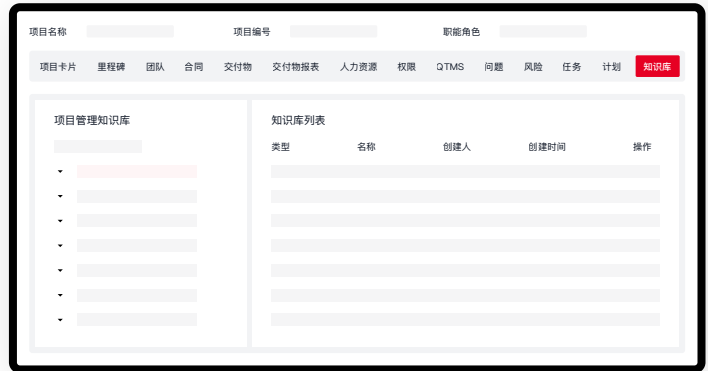 项目名称 项目编号 职能角色
项目卡片 里程碑 团队 合同 交付物 交付物报表 人力资源 权限 QTMS 问题 风险 任务 计划 知识库
项目管理知识库 知识库列表
类型 名称 创建人 创建时间 操作